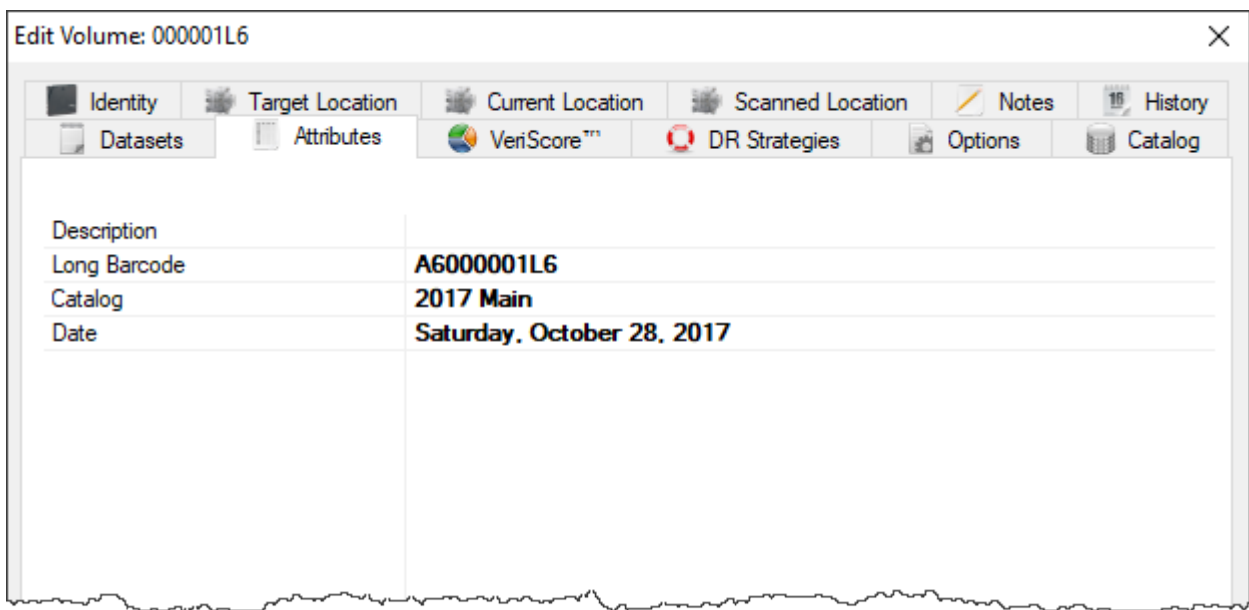 Edit Volume: 000001L6
Identity Target Location Current Location Scanned Location Notes 16 History
Datasets Attributes VeriScore™ DR Strategies Options Catalog
Description
Long Barcode A6000001L6
Catalog 2017 Main
Date Saturday, October 28, 2017